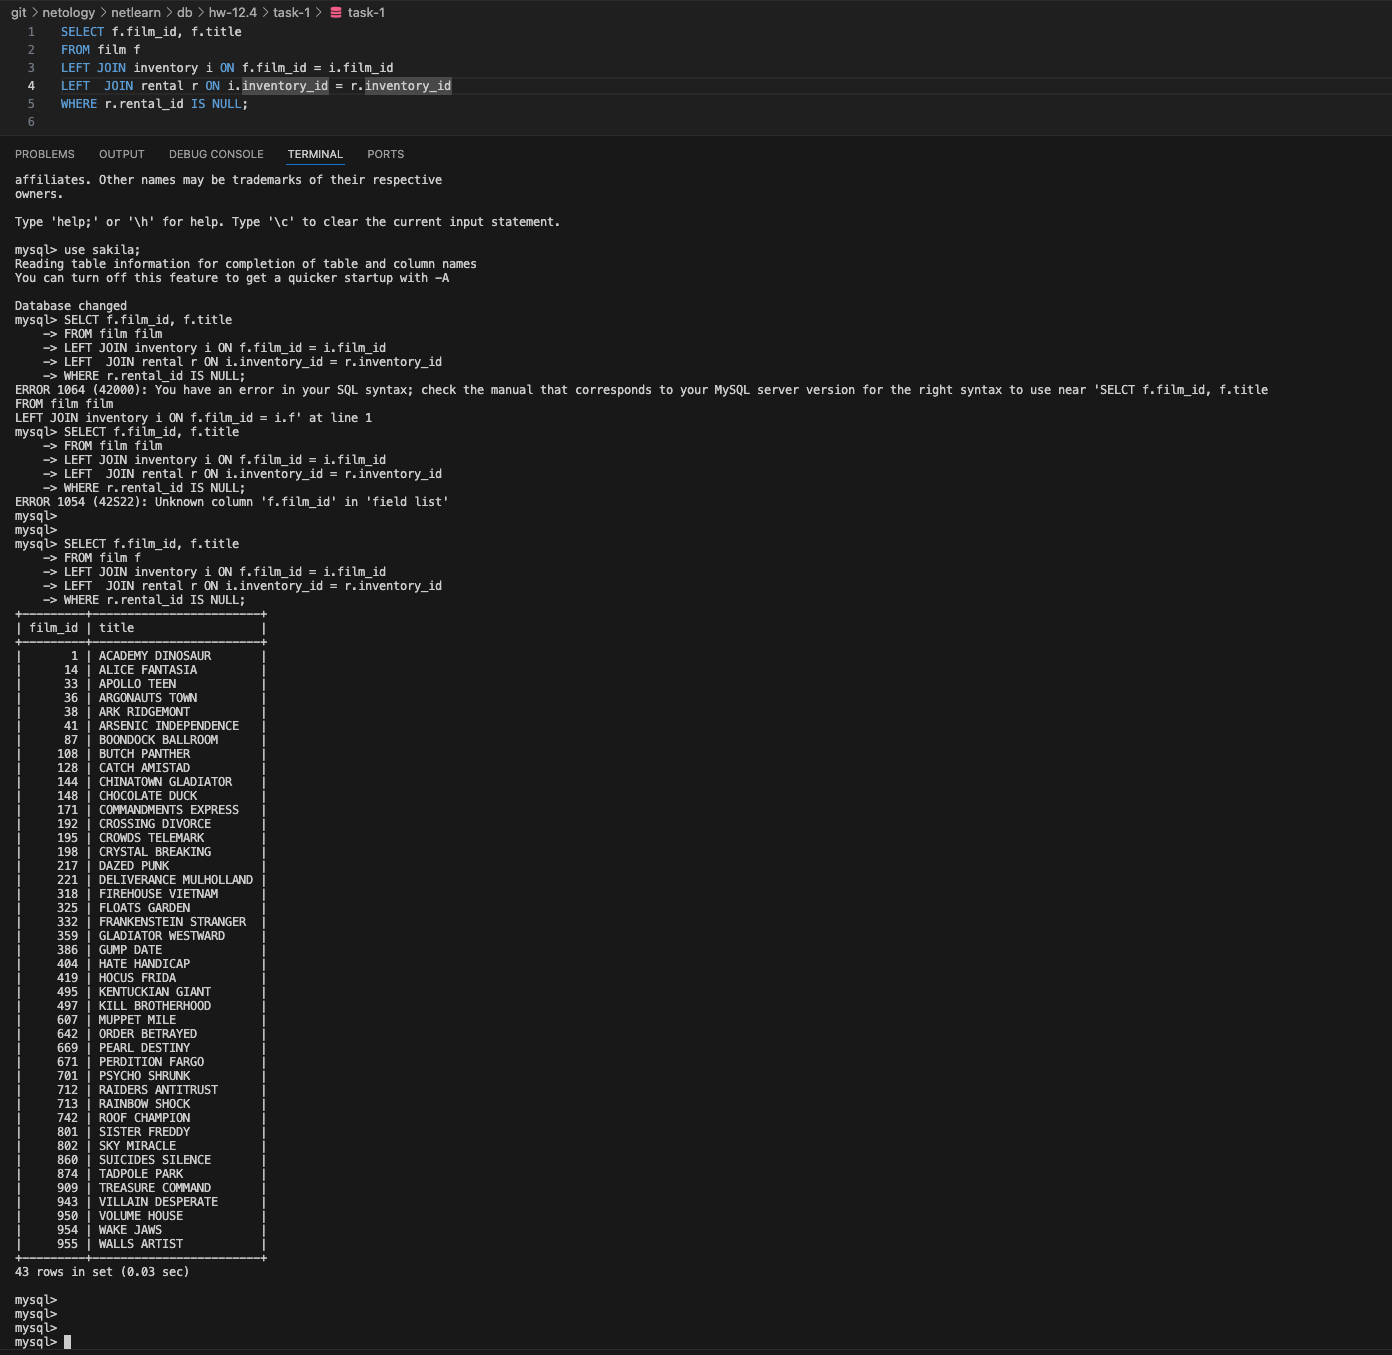 git > netology > netlearn > db > hw-12.4 > task-1 > task-1
1 SELECT f.film_id, f.title
2 FROM film f
3 LEFT JOIN inventory i ON f.film_id = i.film_id
4 LEFT  JOIN rental r ON i.inventory_id = r.inventory_id
5 WHERE r.rental_id IS NULL;
6
PROBLEMS OUTPUT DEBUG CONSOLE TERMINAL PORTS
affiliates. Other names may be trademarks of their respective
owners.
Type 'help;' or '\h' for help. Type '\c' to clear the current input statement.
mysql> use sakila;
Reading table information for completion of table and column names
You can turn off this feature to get a quicker startup with -A
Database changed
mysql> SELCT f.film_id, f.title
    -> FROM film film
    -> LEFT JOIN inventory i ON f.film_id = i.film_id
    -> LEFT  JOIN rental r ON i.inventory_id = r.inventory_id
    -> WHERE r.rental_id IS NULL;
ERROR 1064 (42000): You have an error in your SQL syntax; check the manual that corresponds to your MySQL server version for the right syntax to use near 'SELCT f.film_id, f.title
FROM film film
LEFT JOIN inventory i ON f.film_id = i.f' at line 1
mysql> SELECT f.film_id, f.title
    -> FROM film film
    -> LEFT JOIN inventory i ON f.film_id = i.film_id
    -> LEFT  JOIN rental r ON i.inventory_id = r.inventory_id
    -> WHERE r.rental_id IS NULL;
ERROR 1054 (42S22): Unknown column 'f.film_id' in 'field list'
mysql>
mysql>
mysql> SELECT f.film_id, f.title
    -> FROM film f
    -> LEFT JOIN inventory i ON f.film_id = i.film_id
    -> LEFT  JOIN rental r ON i.inventory_id = r.inventory_id
    -> WHERE r.rental_id IS NULL;
+---------+------------------------+
| film_id | title                  |
+---------+------------------------+
|       1 | ACADEMY DINOSAUR       |
|      14 | ALICE FANTASIA         |
|      33 | APOLLO TEEN            |
|      36 | ARGONAUTS TOWN         |
|      38 | ARK RIDGEMONT          |
|      41 | ARSENIC INDEPENDENCE   |
|      87 | BOONDOCK BALLROOM      |
|     108 | BUTCH PANTHER          |
|     128 | CATCH AMISTAD          |
|     144 | CHINATOWN GLADIATOR    |
|     148 | CHOCOLATE DUCK         |
|     171 | COMMANDMENTS EXPRESS   |
|     192 | CROSSING DIVORCE       |
|     195 | CROWDS TELEMARK        |
|     198 | CRYSTAL BREAKING       |
|     217 | DAZED PUNK             |
|     221 | DELIVERANCE MULHOLLAND |
|     318 | FIREHOUSE VIETNAM      |
|     325 | FLOATS GARDEN          |
|     332 | FRANKENSTEIN STRANGER  |
|     359 | GLADIATOR WESTWARD     |
|     386 | GUMP DATE              |
|     404 | HATE HANDICAP          |
|     419 | HOCUS FRIDA            |
|     495 | KENTUCKIAN GIANT       |
|     497 | KILL BROTHERHOOD       |
|     607 | MUPPET MILE            |
|     642 | ORDER BETRAYED         |
|     669 | PEARL DESTINY          |
|     671 | PERDITION FARGO        |
|     701 | PSYCHO SHRUNK          |
|     712 | RAIDERS ANTITRUST      |
|     713 | RAINBOW SHOCK          |
|     742 | ROOF CHAMPION          |
|     801 | SISTER FREDDY          |
|     802 | SKY MIRACLE            |
|     860 | SUICIDES SILENCE       |
|     874 | TADPOLE PARK           |
|     909 | TREASURE COMMAND       |
|     943 | VILLAIN DESPERATE      |
|     950 | VOLUME HOUSE           |
|     954 | WAKE JAWS              |
|     955 | WALLS ARTIST           |
+---------+------------------------+
43 rows in set (0.03 sec)
mysql>
mysql>
mysql>
mysql>